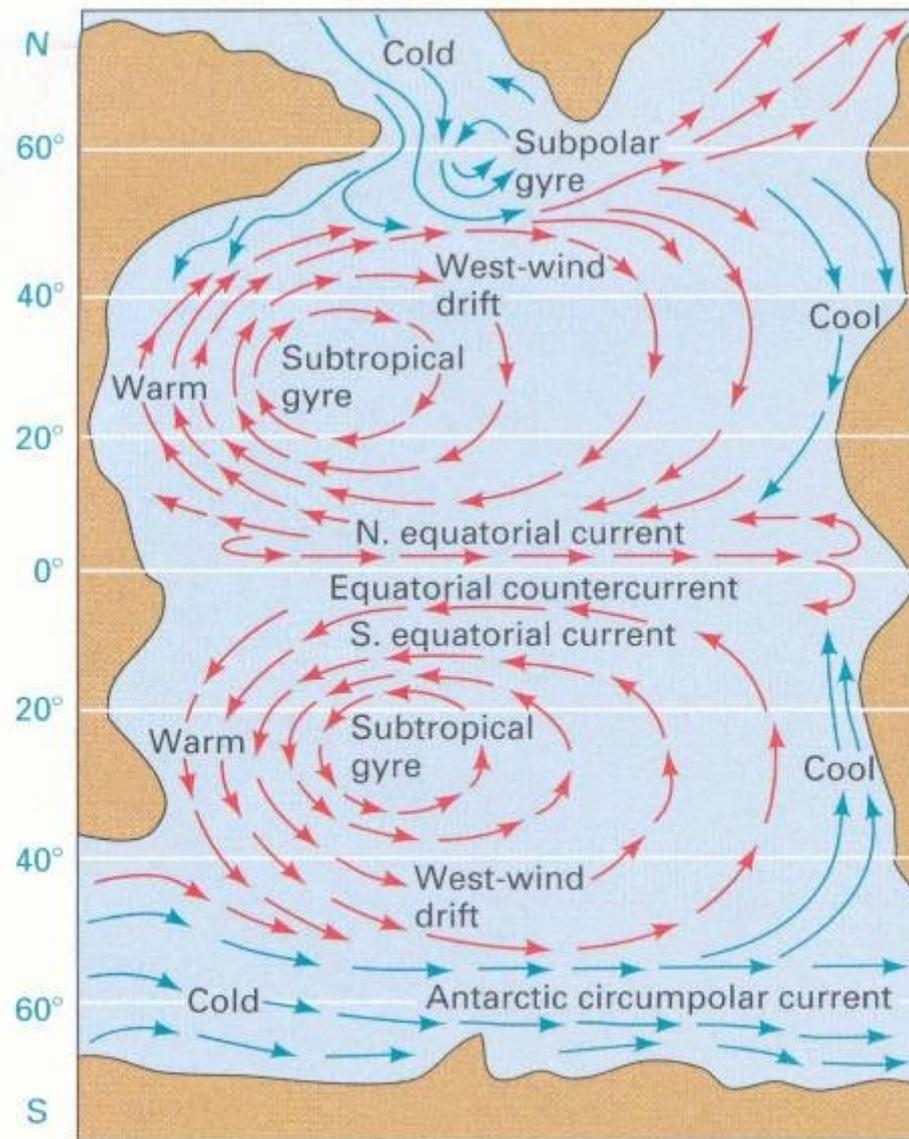 N
Cold
60°
Subpolar
gyre
West-wind
drift
40°
Cool
Subtropical
gyre
Warm
20°
N. equatorial current
0°
Equatorial countercurrent
S. equatorial current
20°
Subtropical
gyre
Warm
Cool
40°
West-wind
drift
Cold
Antarctic circumpolar current
60°
S